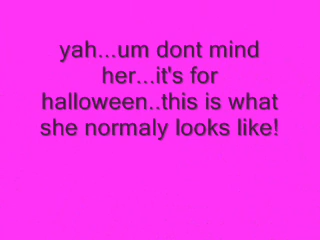 yah...um dont mind
her...it's for
halloween..this is what
she normaly looks like!